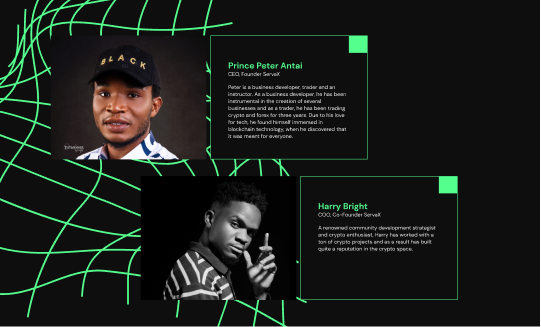 BLACK
Prince Peter Antai
CEO, Founder ServeX
Peter is a business developer, trader and an
instructor. As a business developer, he has been
instrumental in the creation of several
businesses and as a trader, he has been trading
crypto and forex for three years. Due to his love
for tech, he found himself immersed in
blockchain technology, when he discovered that
it was meant for everyone.
Harry Bright
COO, Co-Founder ServeX
A renowned community development strategist
and crypto enthusiast. Harry has worked with a
ton of crypto projects and as a result has built
quite a reputation in the crypto space.